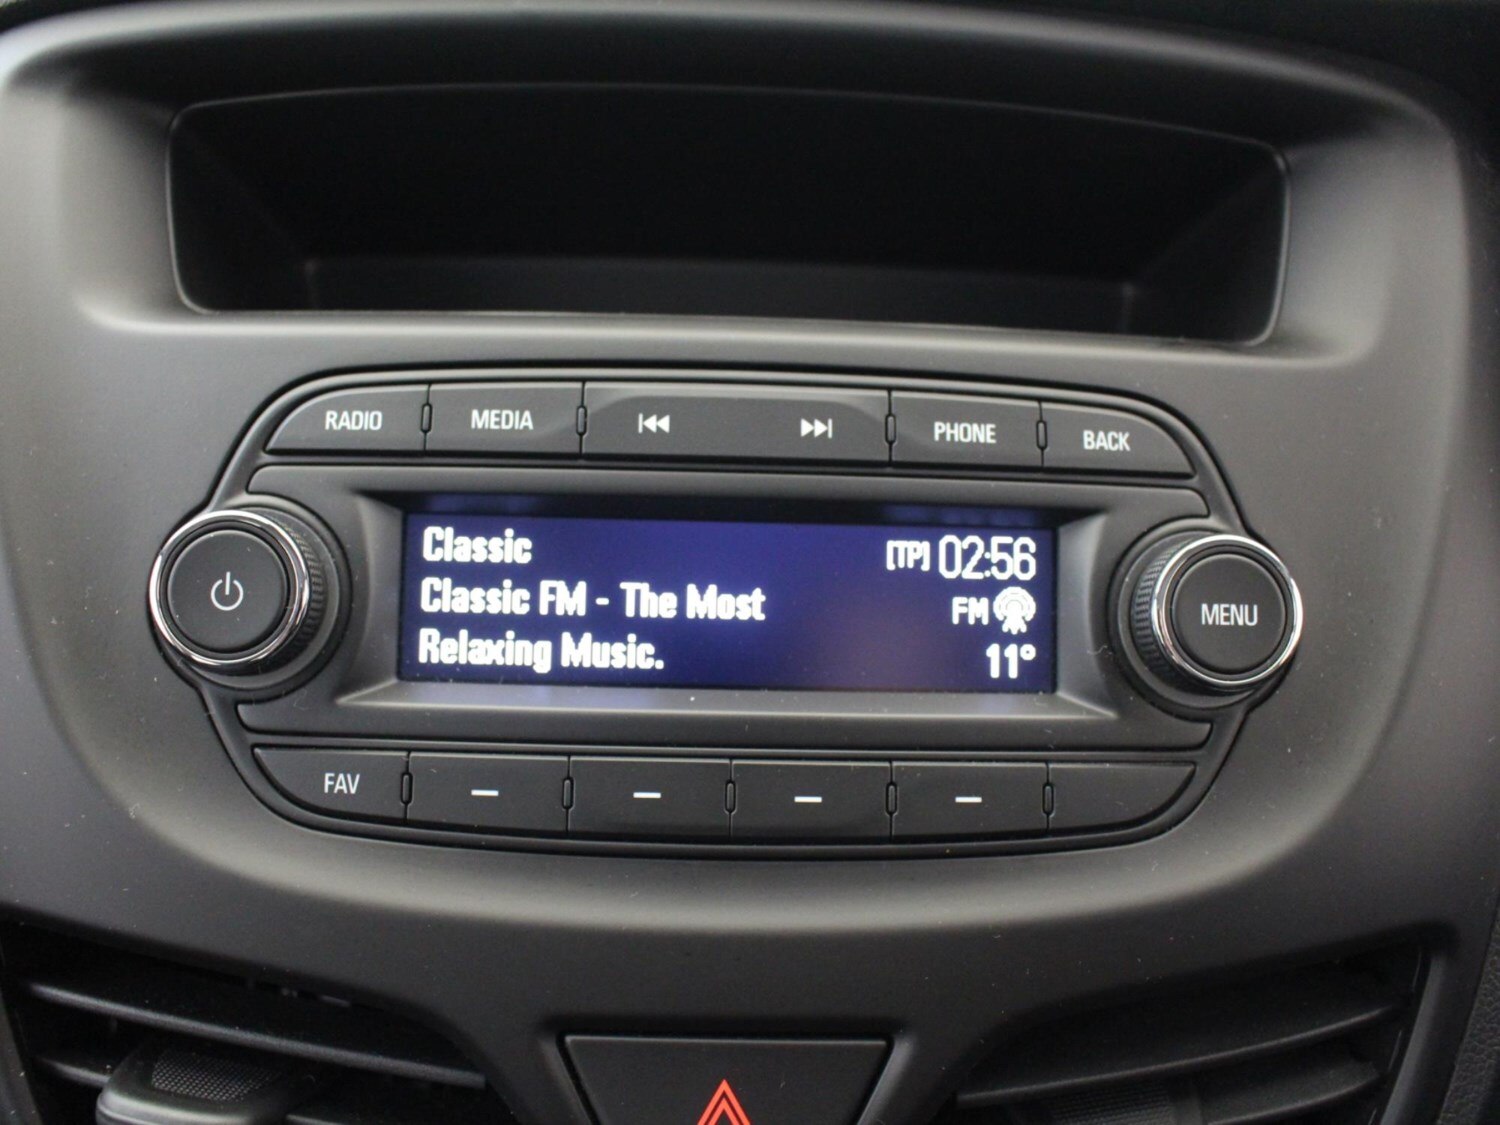 RADIO MEDIA PHONE BACK
Classic [TP] 02:56
Classic FM - The Most FM
Relaxing Music. 11°
MENU
FAV